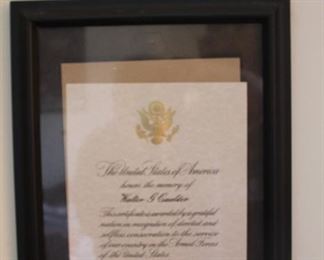 The United States of America
honors the memory of
Walter G
This certificate is awarded by a grateful
nation in recognition of devoted and
selfless consecration to the service
of our country in the Armed Forces
of the United States.